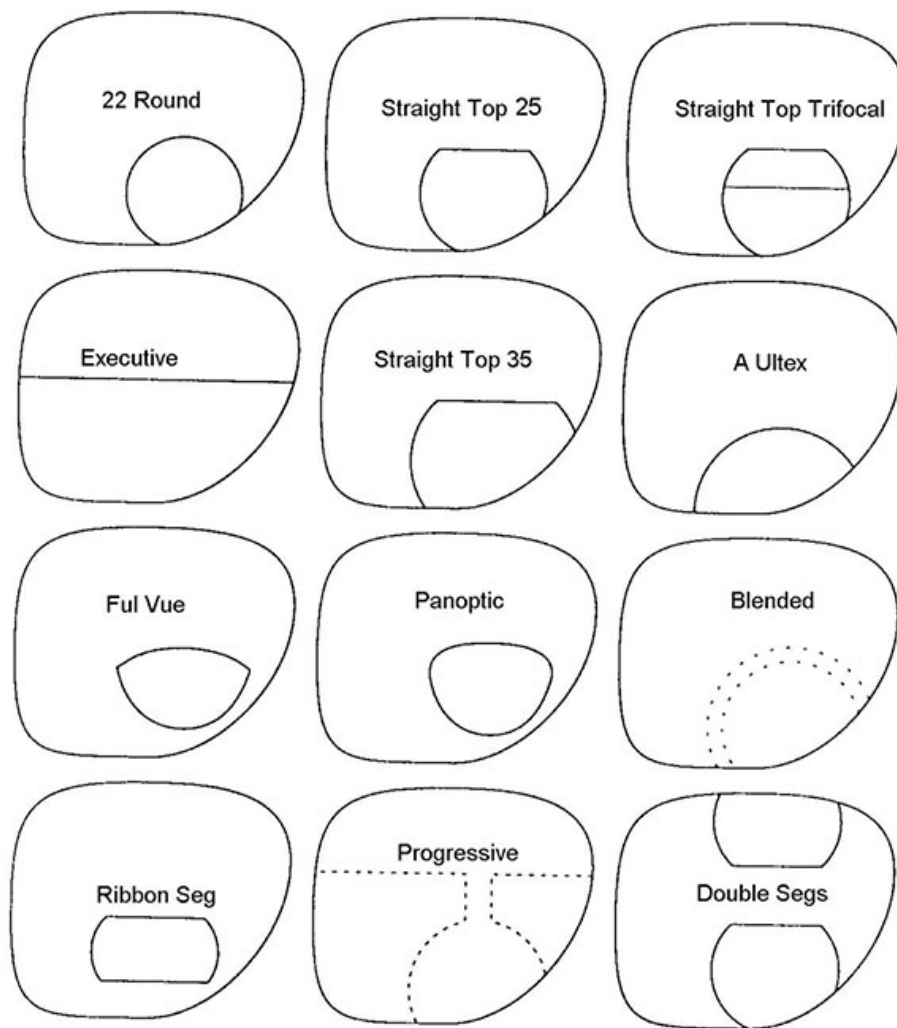 22 Round
Straight Top 25
Straight Top Trifocal
Executive
Straight Top 35
A Ultex
Ful Vue
Panoptic
Blended
Ribbon Seg
Progressive
Double Segs